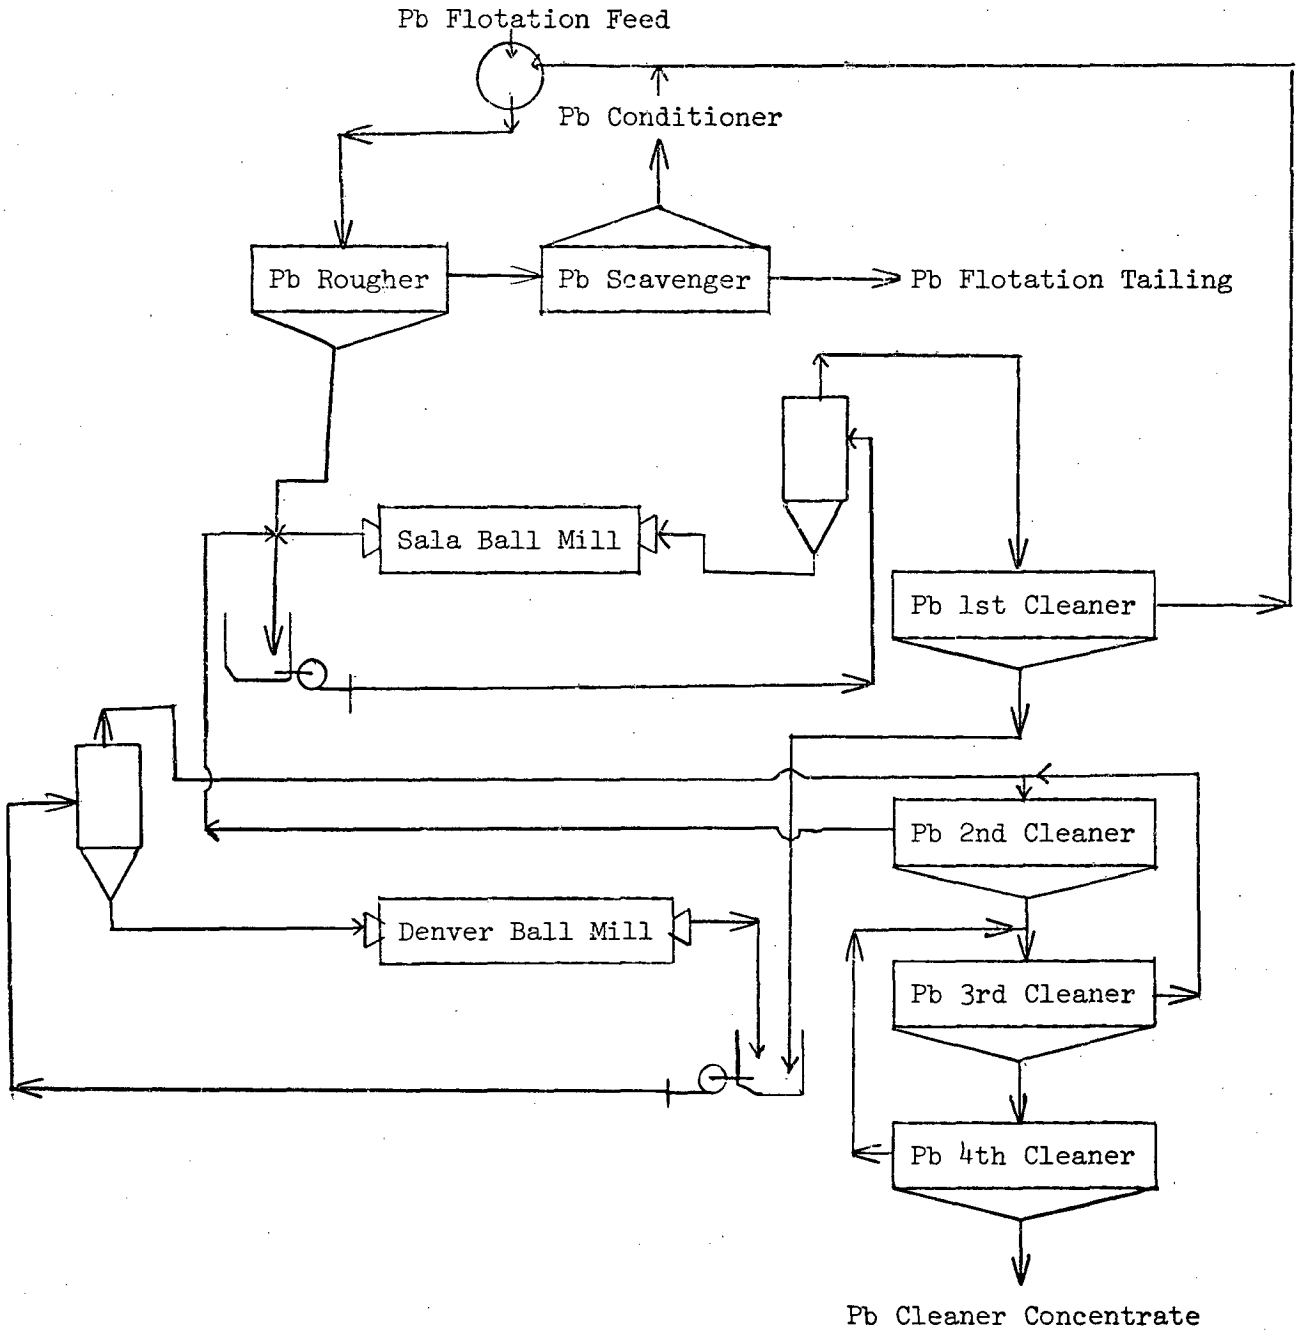 Pb Flotation Feed
Pb Conditioner
Pb Rougher
Pb Scavenger
Pb Flotation Tailing
Sala Ball Mill
Pb 1st Cleaner
Pb 2nd Cleaner
Denver Ball Mill
Pb 3rd Cleaner
Pb 4th Cleaner
Pb Cleaner Concentrate